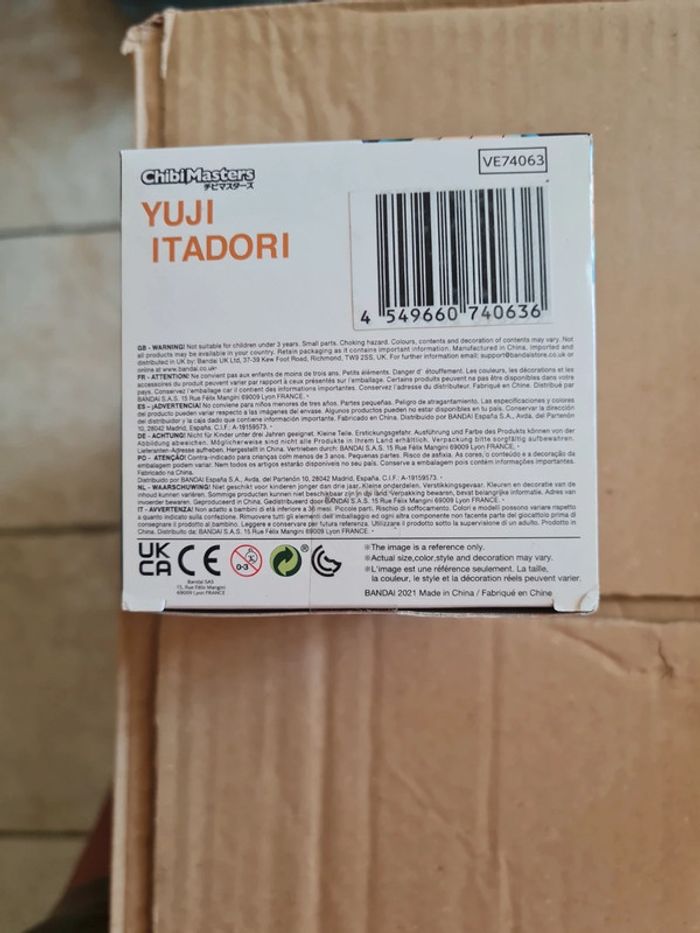 ChibiMasters
チビマスターズ
VE74063
YUJI
ITADORI
4 549660 740636
GB - WARNING! Not suitable for children under 3 years. Small parts. Choking hazard. Colours, contents and decoration of contents may vary. Not
all products may be available in your country. Retain packaging as it contains important information. Manufactured in China. Imported and
distributed in UK by: Bandai UK Ltd, 37-39 Kew Foot Road, Richmond, TW9 2SS, UK. For further information email: support@bandaistore.co.uk or
online at www.bandai.co.uk
FR - ATTENTION! Ne convient pas aux enfants de moins de trois ans. Petits éléments. Danger d' étouffement. Les couleurs, les décorations et les
accessoires du produit peuvent varier par rapport à ceux présentés sur l'emballage. Certains produits peuvent ne pas être disponibles dans votre
pays. Conservez l'emballage car il contient des informations importantes. Conservez l'adresse du distributeur. Fabriqué en Chine. Distribué par
BANDAI S.A.S. 15 Rue Félix Mangini 69009 Lyon FRANCE.
ES - ¡ADVERTENCIA! No conviene para niños menores de tres años. Partes pequeñas. Peligro de atragantamiento. Las especificaciones y colores
del producto pueden variar respecto a las imágenes del envase. Algunos productos pueden no estar disponibles en tu país. Conservar la dirección
del distribuidor y la caja dado que contiene información importante. Fabricado en China. Distribuido por BANDAI ESPAÑA S.A., Avda. del Partenón
10, 28042 Madrid, Spanien, C.I.F: A-19159573.
DE - ACHTUNG! Nicht für Kinder unter drei Jahren geeignet. Kleine Teile. Erstickungsgefahr. Ausführung und Farbe des Produkts können von der
Abbildung abweichen. Möglicherweise sind nicht alle Produkte in Ihrem Land erhältlich. Verpackung bitte sorgfältig aufbewahren.
Lieferanten-Adresse aufheben. Hergestellt in China. Vertrieben durch: BANDAI S.A.S. 15 Rue Félix Mangini 69009 Lyon FRANCE.
PO - ATENÇÃO! Contra-indicado para crianças com menos de 3 anos. Pequenas partes. Risco de asfixia. As cores, o conteúdo e a decoração da
embalagem podem variar. Nem todos os artigos estarão disponíveis no seu país. Conserve a embalagem pois contém informações importantes.
Fabricado na China.
Distribuido por BANDAI ESPAÑA S.A., Avda. del Partenón 10, 28042 Madrid, Espanha, C.I.F: A-19159573.
NL - WAARSCHUWING! Niet geschikt voor kinderen jonger dan drie jaar. Kleine onderdelen. Verstikkingsgevaar. Kleuren en decoratie van de
inhoud kunnen variëren. Sommige producten kunnen niet beschikbaar zijn in uw land. Verpakking bewaren, bevat belangrijke informatie. Adres van
invoerder bewaren. Geproduceerd in China. Gedistribueerd door BANDAI S.A.S. 15 Rue Félix Mangini 69009 Lyon FRANCE.
IT - AVVERTENZA! Non adatto a bambini di età inferiore a 36 mesi. Piccole parti. Rischio di soffocamento. Colori e modelli possono variare rispetto
a quanto indicato sulla confezione. Rimuovere tutti gli elementi dell'imballaggio ed ogni altra componente non facente parte del giocattolo prima di
consegnare il prodotto al bambino. Leggere e conservare per futura referenza. Utilizzare il prodotto sotto la supervisione di un adulto. Prodotto in
China. Distribuito da BANDAI S.A.S. 15 Rue Félix Mangini 69009 Lyon FRANCE.
UK
CA
CE
0-3
Bandai SAS
15, Rue Félix Mangini
69009 Lyon FRANCE
※The image is a reference only.
※Actual size,color,style and decoration may vary.
※L'image est une référence seulement. La taille,
la couleur, le style et la décoration réels peuvent varier.
BANDAI 2021 Made in China / Fabriqué en Chine